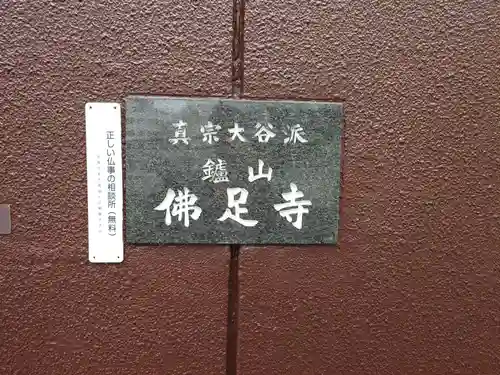 真宗大谷派
鑪山
佛足寺
正しい仏事の相談所（無料）